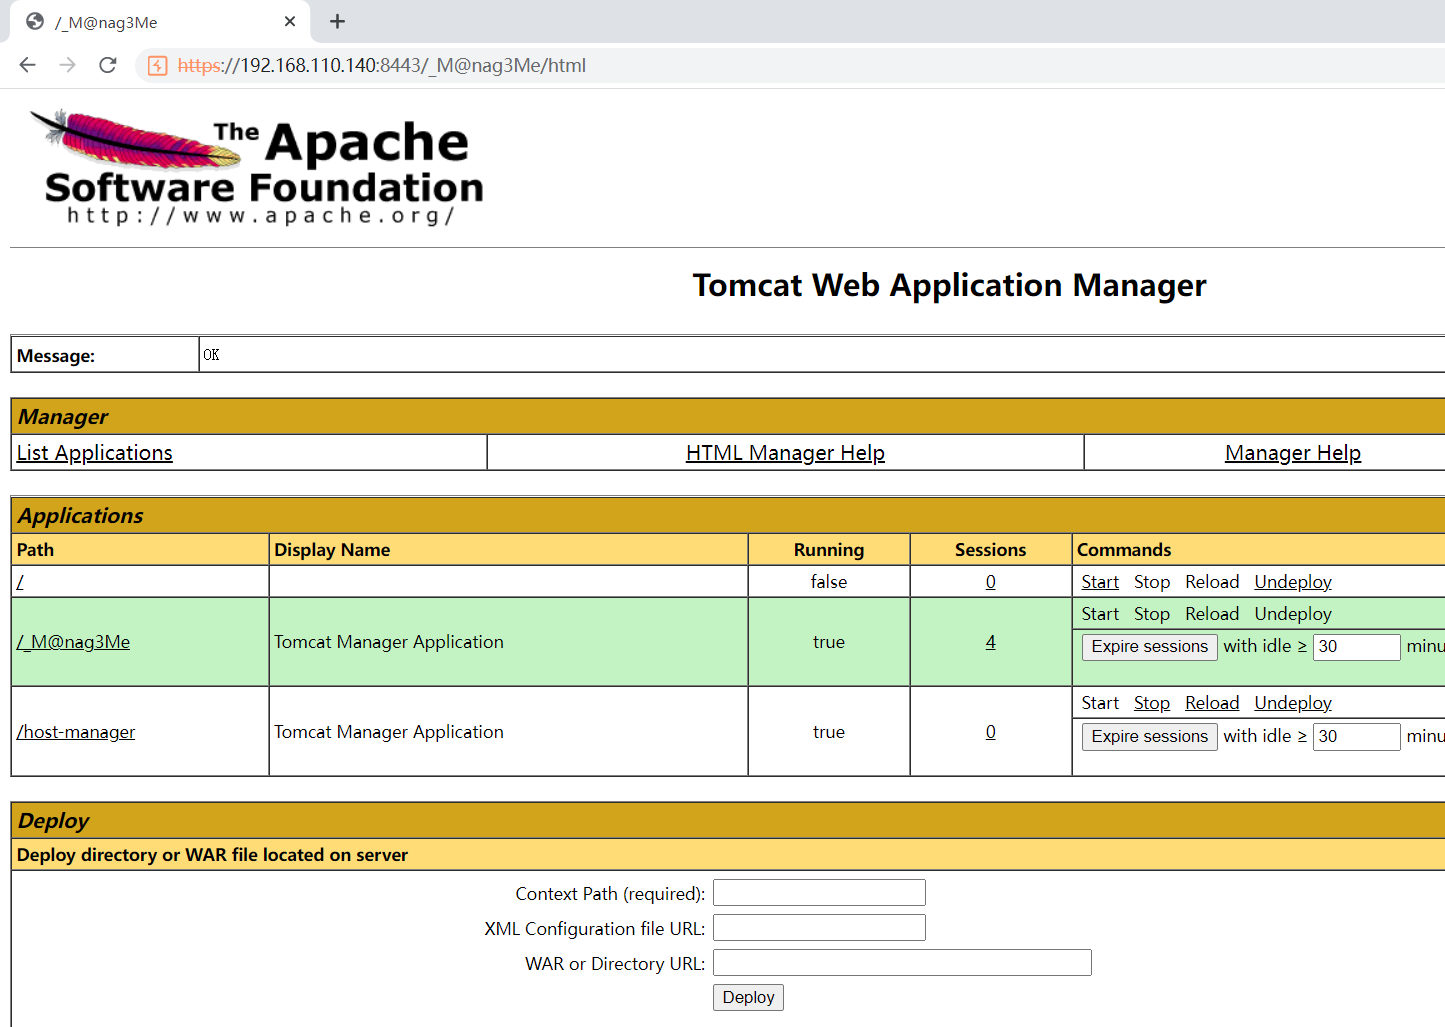 /_M@nag3Me
https://192.168.110.140:8443/_M@nag3Me/html
The Apache
Software Foundation
http://www.apache.org/
Tomcat Web Application Manager
Message: OK
Manager
List Applications HTML Manager Help Manager Help
Applications
Path Display Name Running Sessions Commands
/ false 0 Start Stop Reload Undeploy
Start Stop Reload Undeploy
/_M@nag3Me Tomcat Manager Application true 4
Expire sessions with idle ≥ 30 minu
Start Stop Reload Undeploy
/host-manager Tomcat Manager Application true 0
Expire sessions with idle ≥ 30 minu
Deploy
Deploy directory or WAR file located on server
Context Path (required):
XML Configuration file URL:
WAR or Directory URL:
Deploy